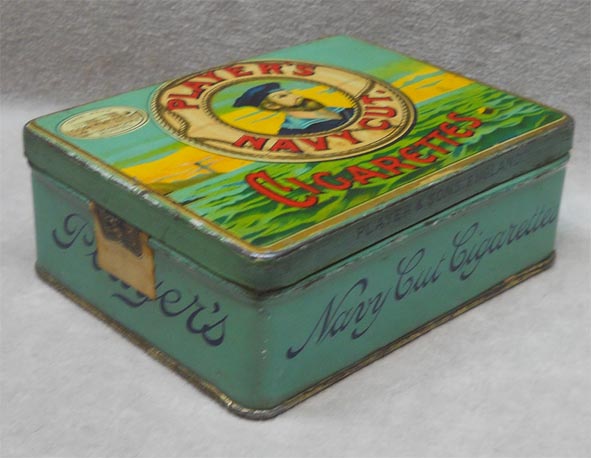 PLAYER'S
NAVY CUT.
CIGARETTES
PLAYER & SONS, ENGLAND
Player's
Navy Cut Cigarettes